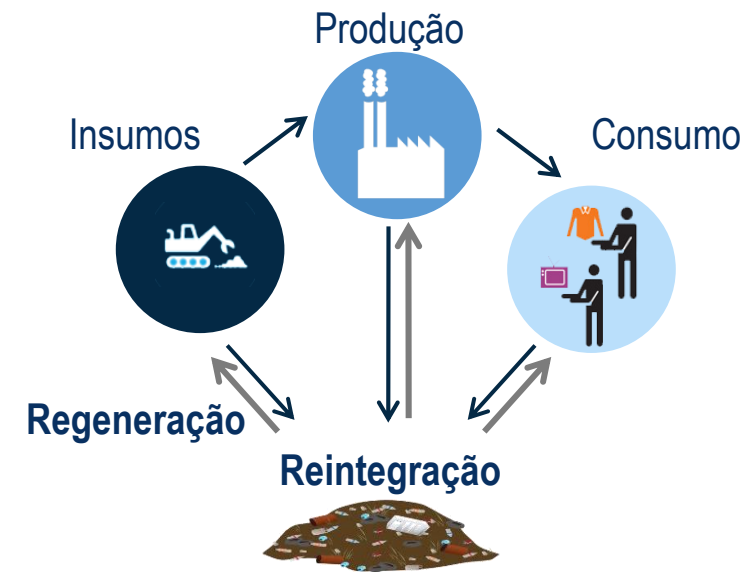 Produção
Insumos
Consumo
Regeneração
Reintegração